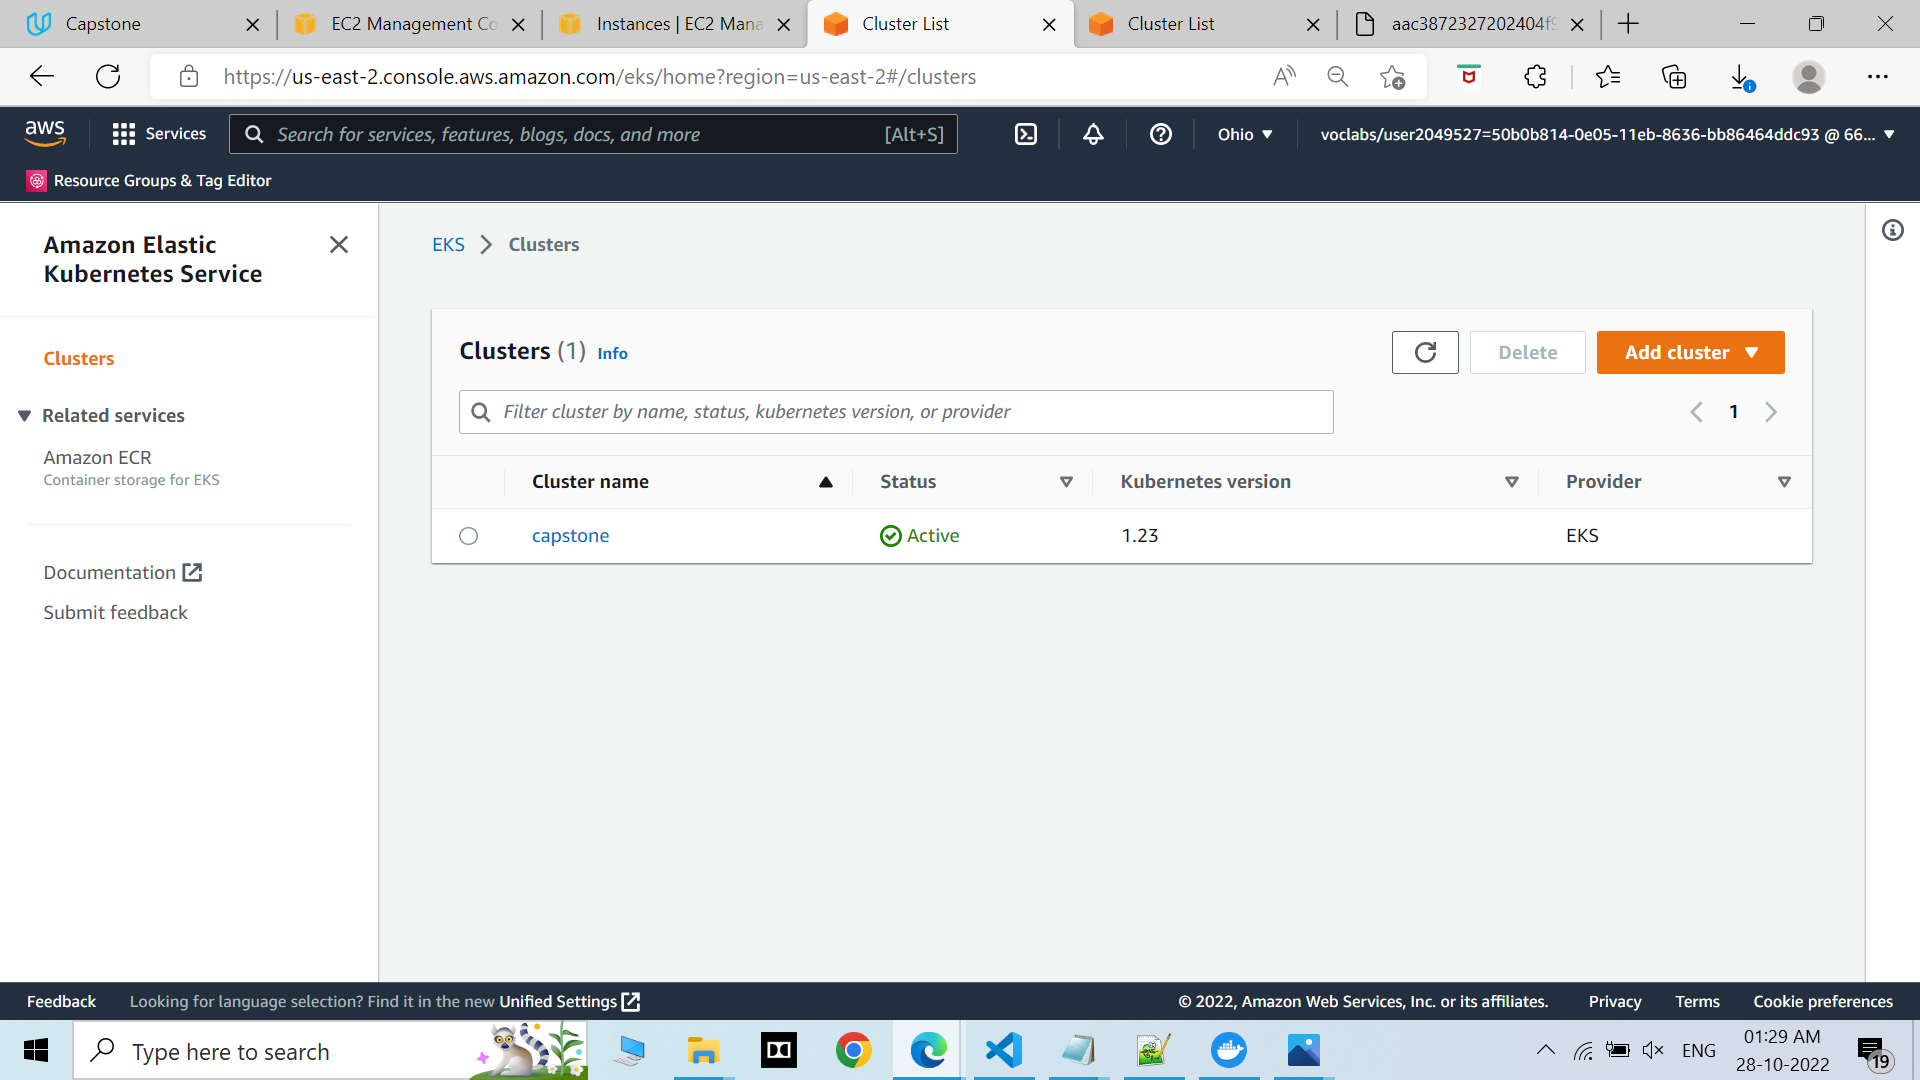 Capstone
EC2 Management Co
Instances | EC2 Mana
Cluster List
Cluster List
aac3872327202404f9
https://us-east-2.console.aws.amazon.com/eks/home?region=us-east-2#/clusters
aws
Services
Search for services, features, blogs, docs, and more
[Alt+S]
Ohio
voclabs/user2049527=50b0b814-0e05-11eb-8636-bb86464ddc93 @ 66...
Resource Groups & Tag Editor
Amazon Elastic
Kubernetes Service
Clusters
Related services
Amazon ECR
Container storage for EKS
Documentation
Submit feedback
EKS
Clusters
Clusters (1) Info
Delete
Add cluster
Filter cluster by name, status, kubernetes version, or provider
1
Cluster name
Status
Kubernetes version
Provider
capstone
Active
1.23
EKS
Feedback
Looking for language selection? Find it in the new Unified Settings
© 2022, Amazon Web Services, Inc. or its affiliates.
Privacy
Terms
Cookie preferences
Type here to search
ENG
01:29 AM
28-10-2022
19